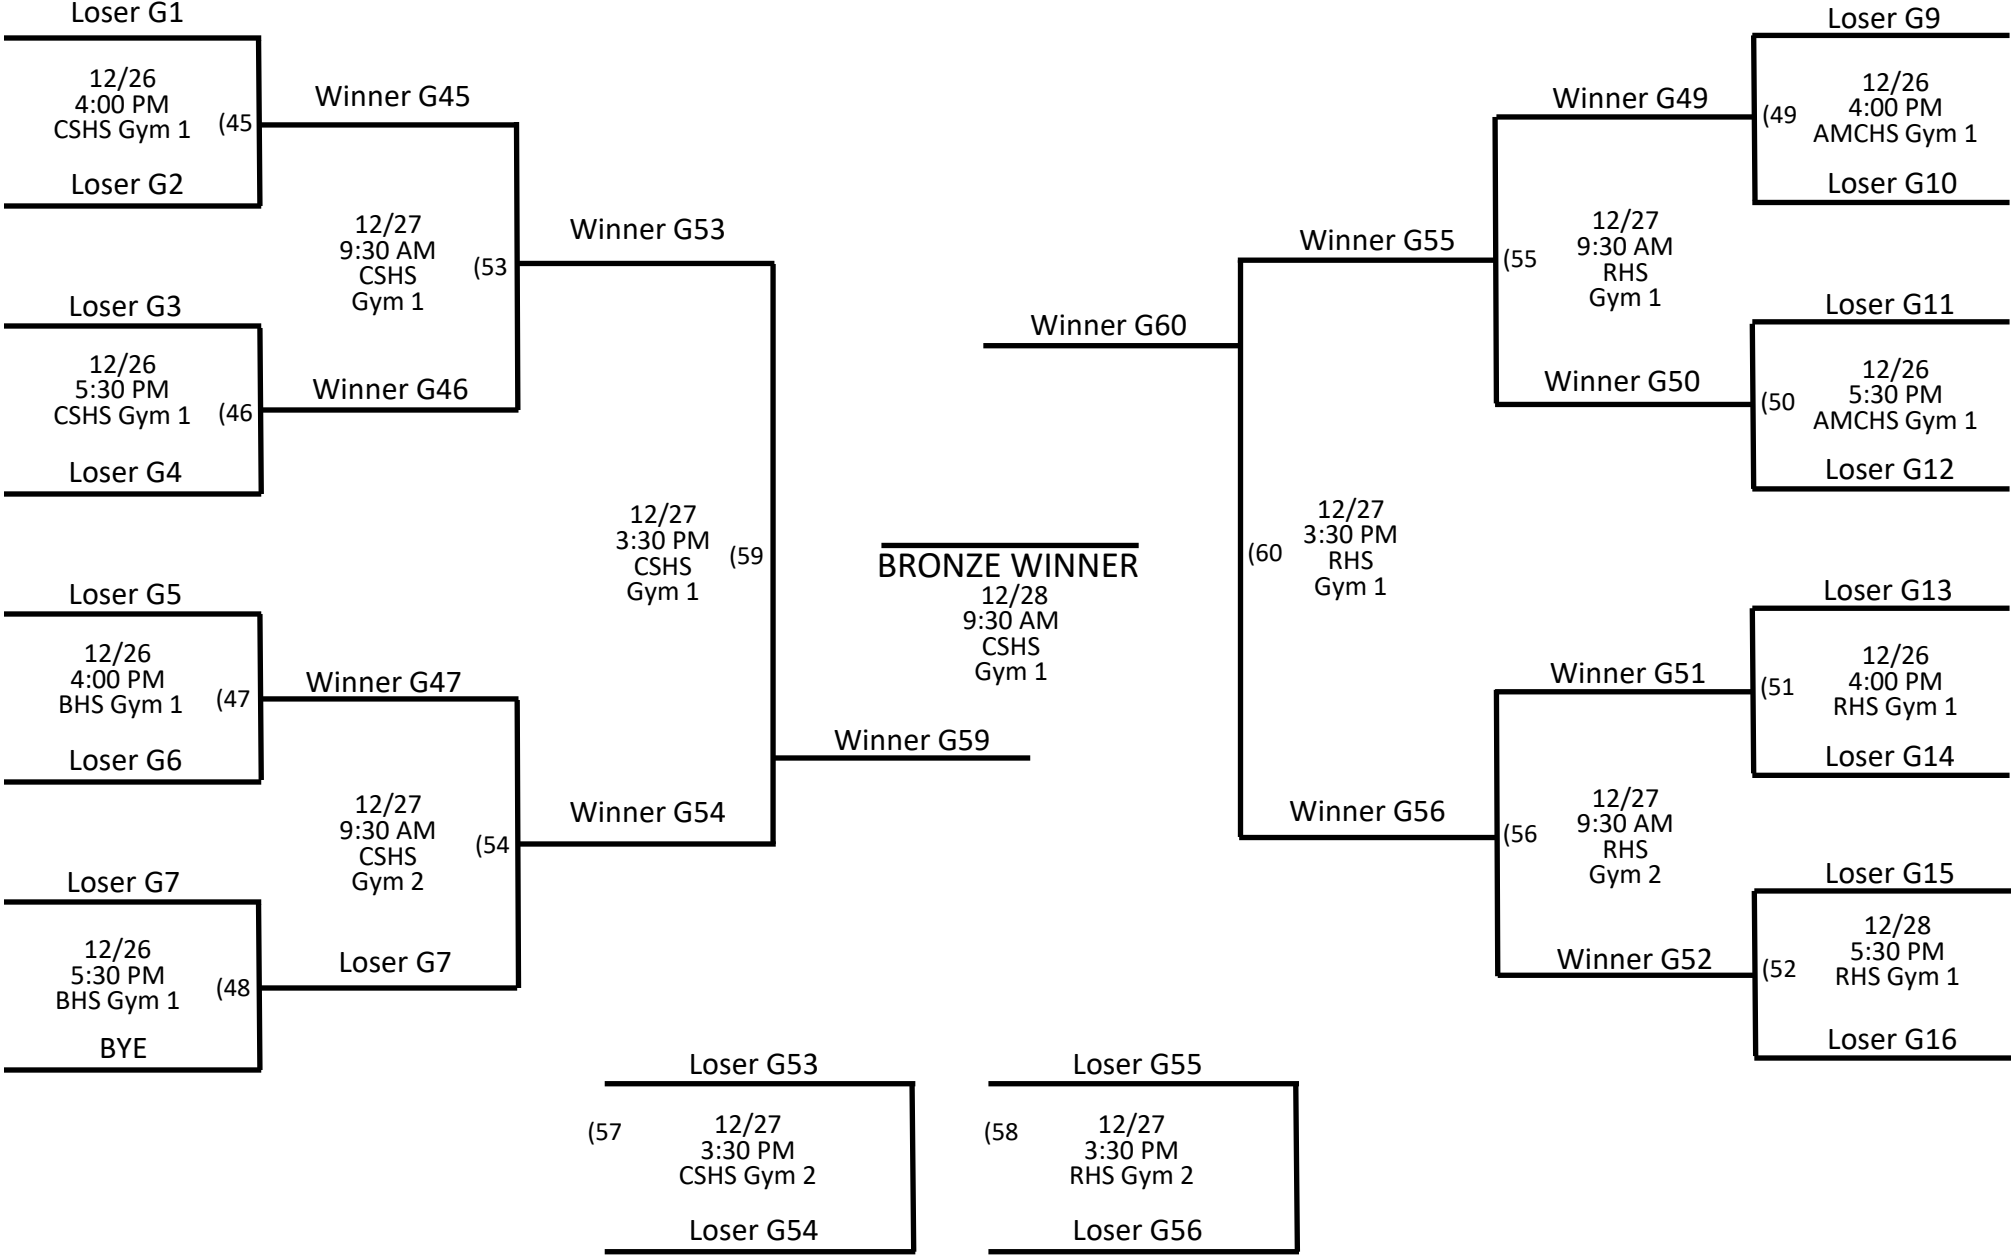 Loser G1
12/26
4:00 PM
CSHS Gym 1
(45
Loser G2
Winner G45
12/27
9:30 AM
CSHS
Gym 1
(53
Loser G3
12/26
5:30 PM
CSHS Gym 1
(46
Loser G4
Winner G46
Winner G53
12/27
3:30 PM
CSHS
Gym 1
(59
Loser G5
12/26
4:00 PM
BHS Gym 1
(47
Loser G6
Winner G47
12/27
9:30 AM
CSHS
Gym 2
(54
Winner G54
Loser G7
12/26
5:30 PM
BHS Gym 1
(48
BYE
Loser G7
Winner G59
BRONZE WINNER
12/28
9:30 AM
CSHS
Gym 1
Winner G60
Winner G55
12/27
3:30 PM
RHS
Gym 1
(60
Winner G56
Winner G49
(55
12/27
9:30 AM
RHS
Gym 1
Winner G50
Loser G9
(49
12/26
4:00 PM
AMCHS Gym 1
Loser G10
Loser G11
(50
12/26
5:30 PM
AMCHS Gym 1
Loser G12
Winner G51
(56
12/27
9:30 AM
RHS
Gym 2
Winner G52
Loser G13
(51
12/26
4:00 PM
RHS Gym 1
Loser G14
Loser G15
(52
12/28
5:30 PM
RHS Gym 1
Loser G16
Loser G53
(57
12/27
3:30 PM
CSHS Gym 2
Loser G54
Loser G55
(58
12/27
3:30 PM
RHS Gym 2
Loser G56